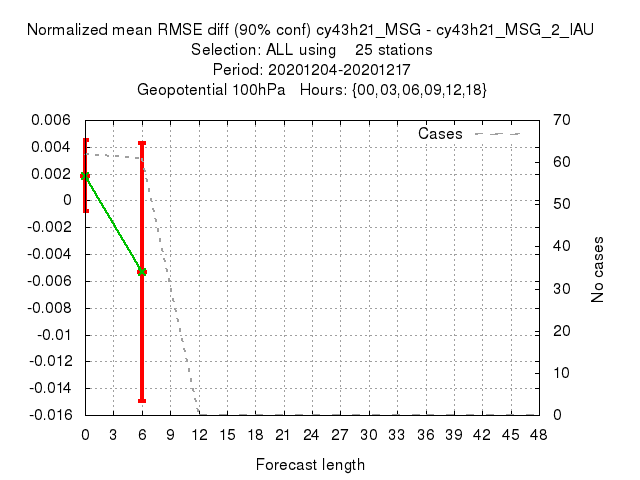 Normalized mean RMSE diff (90% conf) cy43h21_MSG - cy43h21_MSG_2_IAU
Selection: ALL using 25 stations
Period: 20201204-20201217
Geopotential 100hPa Hours: {00,03,06,09,12,18}
Cases
0.006
0.004
0.002
0
-0.002
-0.004
-0.006
-0.008
-0.01
-0.012
-0.014
-0.016
70
60
50
40
30
20
10
0
No cases
0 3 6 9 12 15 18 21 24 27 30 33 36 39 42 45 48
Forecast length